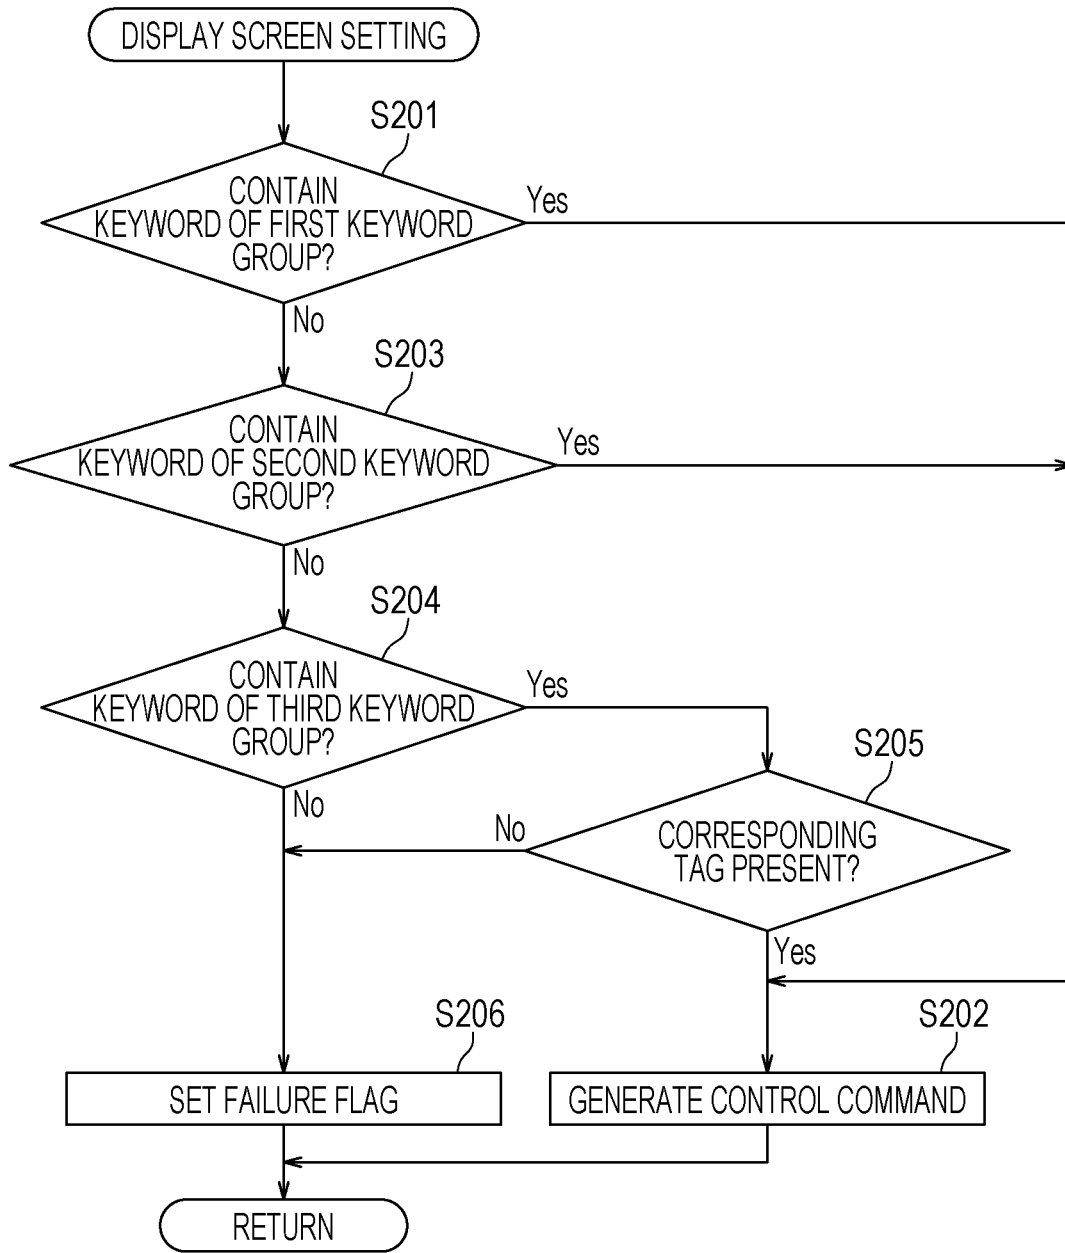 DISPLAY SCREEN SETTING
S201
CONTAIN
KEYWORD OF FIRST KEYWORD
GROUP?
Yes
No
S203
CONTAIN
KEYWORD OF SECOND KEYWORD
GROUP?
Yes
No
S204
CONTAIN
KEYWORD OF THIRD KEYWORD
GROUP?
Yes
No
S205
CORRESPONDING
TAG PRESENT?
No
Yes
S206
SET FAILURE FLAG
S202
GENERATE CONTROL COMMAND
RETURN